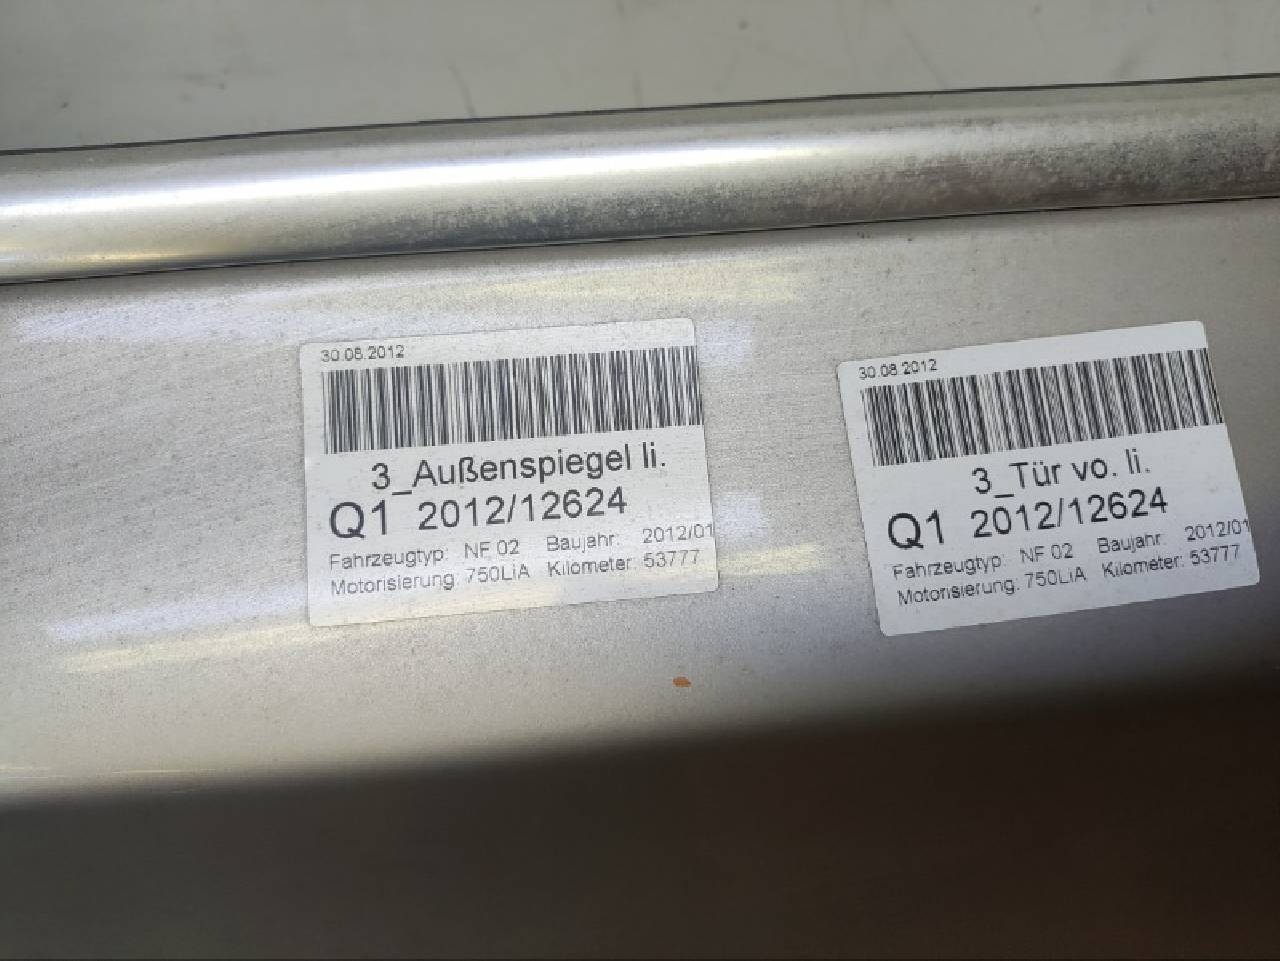 30.08.2012
3_Außenspiegel li.
Q1 2012/12624
Fahrzeugtyp: NF 02 Baujahr: 2012/01
Motorisierung: 750LiA Kilometer: 53777
30.08.2012
3_Tür vo. li.
Q1 2012/12624
Fahrzeugtyp: NF 02 Baujahr: 2012/01
Motorisierung: 750LiA Kilometer: 53777